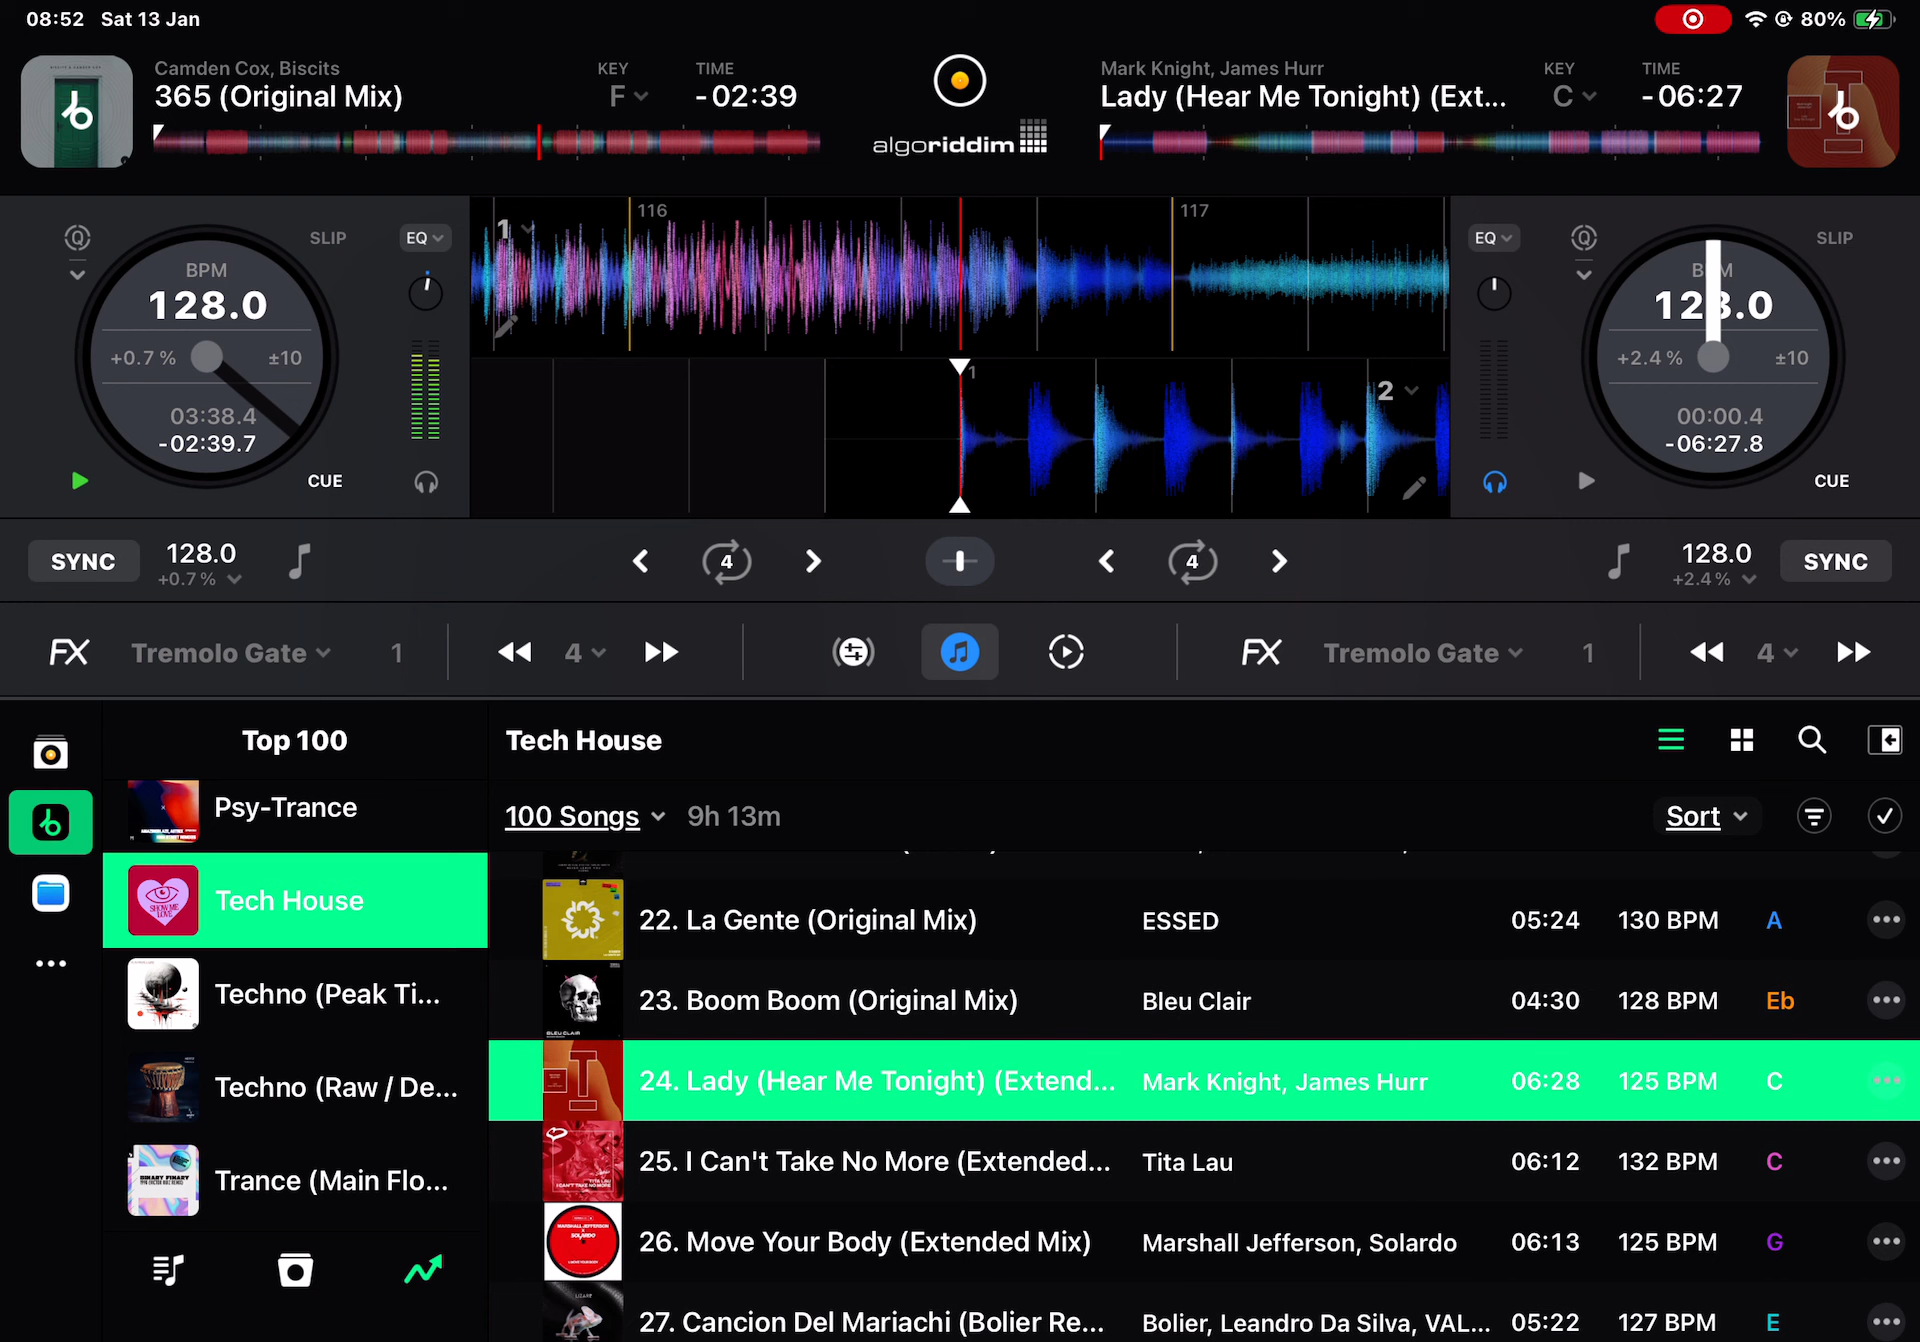 08:52 Sat 13 Jan
80%
Camden Cox, Biscits
365 (Original Mix)
KEY
F
TIME
-02:39
algoriddim
Mark Knight, James Hurr
Lady (Hear Me Tonight) (Ext...
KEY
C
TIME
-06:27
SLIP
EQ
BPM
128.0
+0.7 %
±10
03:38.4
-02:39.7
CUE
1
116
117
1
2
EQ
SLIP
BPM
128.0
+2.4 %
±10
00:00.4
-06:27.8
CUE
SYNC
128.0
+0.7 %
4
4
128.0
+2.4 %
SYNC
FX Tremolo Gate 1
4
FX Tremolo Gate 1
4
Top 100
Psy-Trance
Tech House
SHOW ME LOVE
Techno (Peak Ti...
Techno (Raw / De...
Trance (Main Flo...
Tech House
100 Songs 9h 13m
Sort
22. La Gente (Original Mix) ESSED 05:24 130 BPM A
23. Boom Boom (Original Mix) Bleu Clair 04:30 128 BPM Eb
24. Lady (Hear Me Tonight) (Extend... Mark Knight, James Hurr 06:28 125 BPM C
25. I Can't Take No More (Extended... Tita Lau 06:12 132 BPM C
26. Move Your Body (Extended Mix) Marshall Jefferson, Solardo 06:13 125 BPM G
27. Cancion Del Mariachi (Bolier Re... Bolier, Leandro Da Silva, VAL... 05:22 127 BPM E